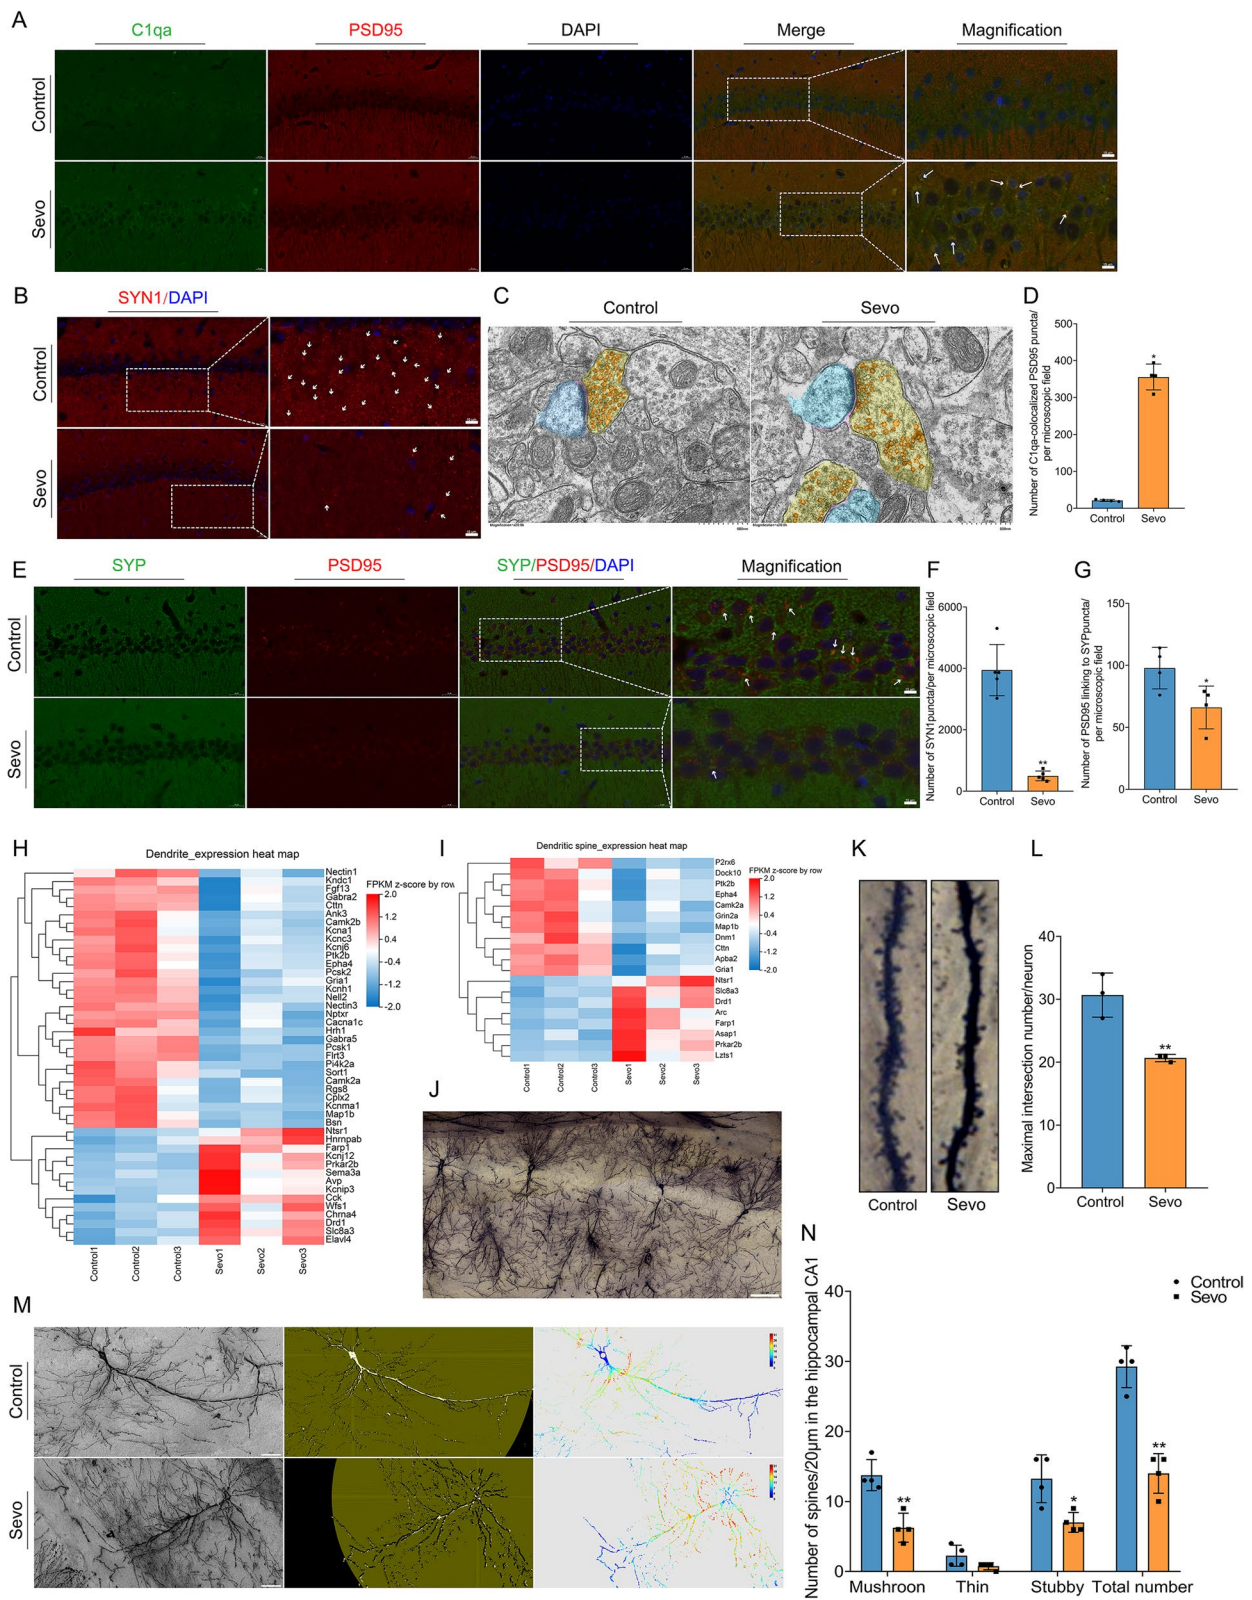 A
C1qa
PSD95
DAPI
Merge
Magnification
Control
Sevo
B
SYN1/DAPI
Control
Sevo
C
Control
Sevo
D
Number of C1qa-colocalized PSD95 puncta/
per microscopic field
500
400
300
200
100
0
*
Control
Sevo
E
SYP
PSD95
SYP/PSD95/DAPI
Magnification
Control
Sevo
F
Number of SYN1puncta/per microscopic field
6000
4000
2000
0
**
Control
Sevo
G
Number of PSD95 linking to SYPpuncta/
per microscopic field
150
100
50
0
*
Control
Sevo
H
Dendrite_expression heat map
Nectin1
Kndc1
Fgf13
Gabra2
Cttn
Ank3
Camk2b
Kcna1
Kcnc3
Kcnj6
Ptk2b
Epha4
Pcsk2
Gria1
Kcnh1
Nell2
Nectin3
Nptxr
Cacna1c
Hrh1
Gabra5
Pcsk1
Flrt3
Pi4k2a
Sort1
Camk2a
Rgs8
Cplx2
Kcnma1
Map1b
Bsn
Ntsr1
Hnrnpab
Farp1
Kcnj12
Prkar2b
Sema3a
Avp
Kcnip3
Cck
Wfs1
Chrna4
Drd1
Slc8a3
Elavl4
FPKM z-score by row
2.0
1.2
0.4
-0.4
-1.2
-2.0
Control1
Control2
Control3
Sevo1
Sevo2
Sevo3
I
Dendritic spine_expression heat map
P2rx6
Dock10
Ptk2b
Epha4
Camk2a
Grin2a
Map1b
Dnm1
Cttn
Apba2
Gria1
Ntsr1
Slc8a3
Drd1
Arc
Farp1
Asap1
Prkar2b
Lzts1
FPKM z-score by row
2.0
1.2
0.4
-0.4
-1.2
-2.0
Control1
Control2
Control3
Sevo1
Sevo2
Sevo3
J
K
Control
Sevo
L
Maximal intersection number/neuron
40
30
20
10
0
**
Control
Sevo
M
Control
Sevo
N
Number of spines/20μm in the hippocampal CA1
40
30
20
10
0
Control
Sevo
**
*
**
Mushroon
Thin
Stubby
Total number